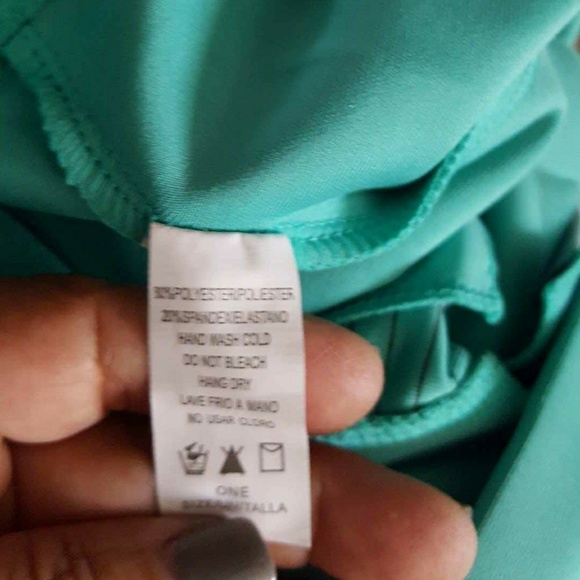 %POLYESTER/POLIESTER
20%SPANDEX/ELASTANO
HAND WASH COLD
DO NOT BLEACH
HANG DRY
LAVE FRIO A MANO
NO USAR CLORO
ONE